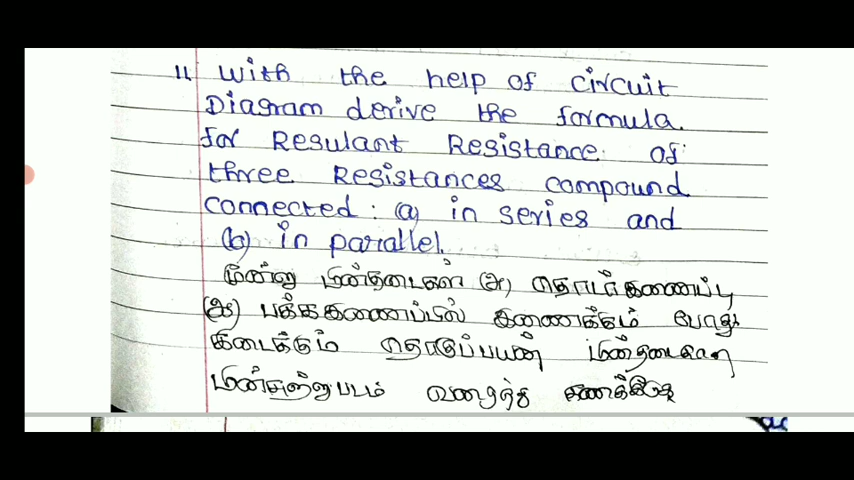 11 With the help of circuit
Diagram derive the formula.
for Resulant Resistance of
three Resistances compound
connected : (a) in series and
(b) in parallel.
மூன்று மின்தடைகள் (அ) தொடர் இணைப்பு
(ஆ) பக்க இணைப்பில் இணைக்கும் போது
கிடைக்கும் தொகுப்பயன் மின்தடைகான
மின்சுற்றுபடம் வரைந்து